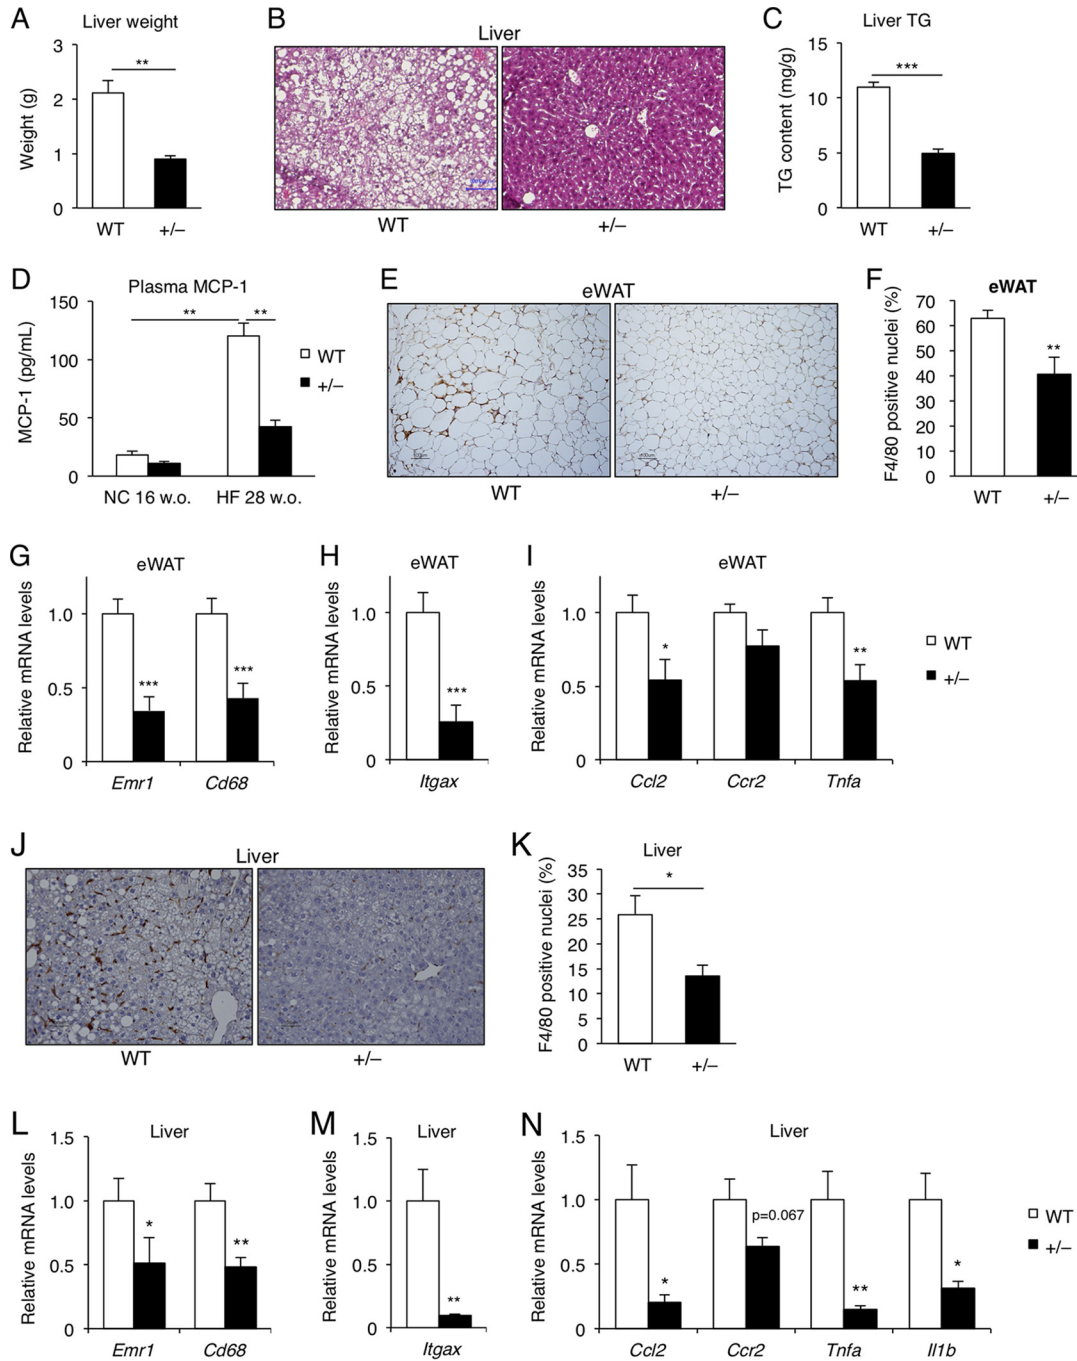 A
Liver weight
Weight (g)
3
2
1
0
**
WT
+/–
B
Liver
WT
+/–
C
Liver TG
TG content (mg/g)
15
10
5
0
***
WT
+/–
D
Plasma MCP-1
MCP-1 (pg/mL)
150
100
50
0
**
**
NC 16 w.o.
HF 28 w.o.
WT
+/–
E
eWAT
WT
+/–
F
eWAT
F4/80 positive nuclei (%)
70
60
50
40
30
20
10
0
**
WT
+/–
G
eWAT
Relative mRNA levels
1.0
0.5
0
***
***
Emr1
Cd68
H
eWAT
Relative mRNA levels
1.0
0.5
0
***
Itgax
I
eWAT
Relative mRNA levels
1.0
0.5
0
*
**
Ccl2
Ccr2
Tnfa
WT
+/–
J
Liver
WT
+/–
K
Liver
F4/80 positive nuclei (%)
35
30
25
20
15
10
5
0
*
WT
+/–
L
Liver
Relative mRNA levels
1.5
1.0
0.5
0
*
**
Emr1
Cd68
M
Liver
Relative mRNA levels
1.5
1.0
0.5
0
**
Itgax
N
Liver
Relative mRNA levels
1.5
1.0
0.5
0
*
p=0.067
**
*
Ccl2
Ccr2
Tnfa
Il1b
WT
+/–